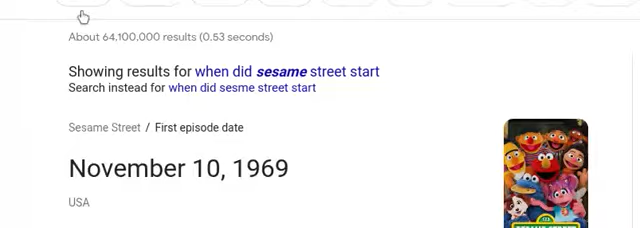 About 64,100,000 results (0.53 seconds)
Showing results for when did sesame street start
Search instead for when did sesme street start
Sesame Street / First episode date
November 10, 1969
USA